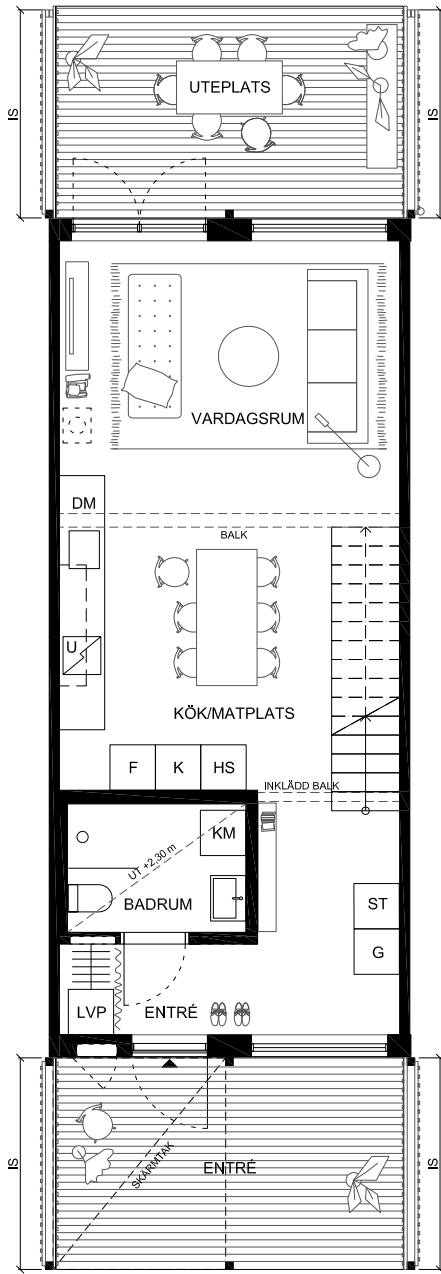 UTEPLATS
IS
IS
VARDAGSRUM
DM
BALK
U
KÖK/MATPLATS
F
K
HS
INKLÄDD BALK
KM
UT +2,30 m
BADRUM
ST
G
LVP
ENTRÉ
SKÄRMTAK
ENTRÉ
IS
IS